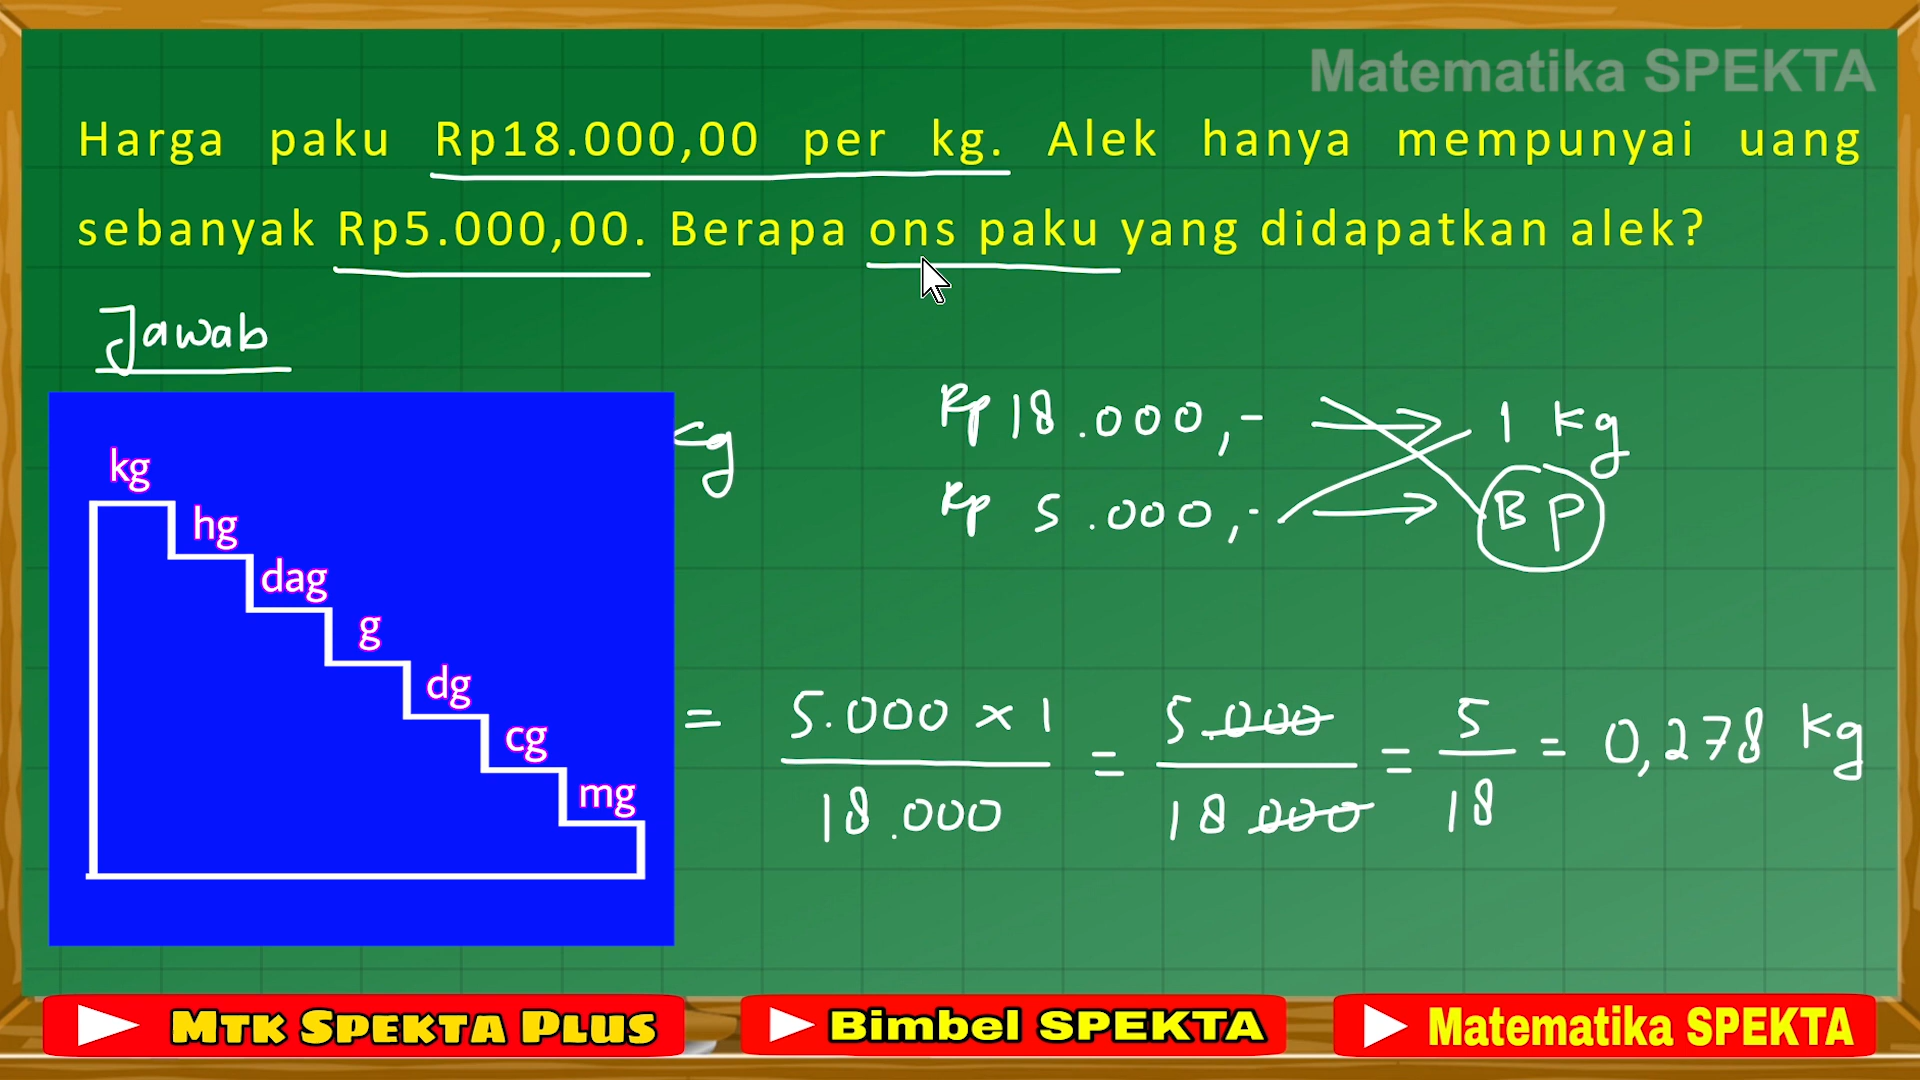 Matematika SPEKTA
Harga paku Rp18.000,00 per kg. Alek hanya mempunyai uang
sebanyak Rp5.000,00. Berapa ons paku yang didapatkan alek?
Jawab
kg
hg
dag
g
dg
cg
mg
Rp 18.000,- 1 kg
Rp 5.000,- BP
= 5.000 × 1 = 5.000 = 5 = 0,278 kg
18.000 18 000 18
MTK SPEKTA PLUS
Bimbel SPEKTA
Matematika SPEKTA